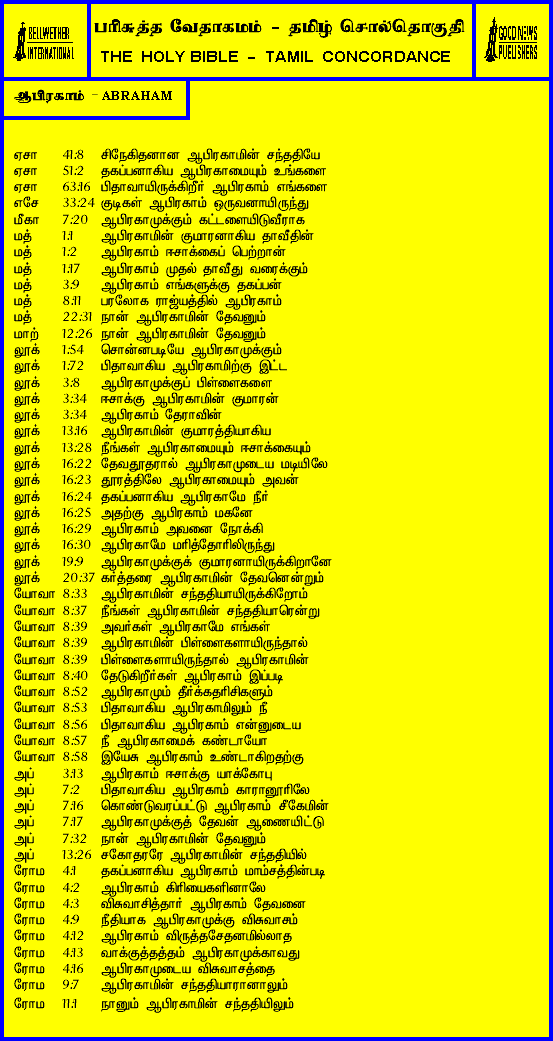 BELLWETHER
INTERNATIONAL
பரிசுத்த வேதாகமம் - தமிழ் சொல்தொகுதி
THE HOLY BIBLE - TAMIL CONCORDANCE
GOOD NEWS
PUBLISHERS
ஆபிரகாம் - ABRAHAM
ஏசா 41:8 சிநேகிதனான ஆபிரகாமின் சந்ததியே
ஏசா 51:2 தகப்பனாகிய ஆபிரகாமையும் உங்களை
ஏசா 63:16 பிதாவாயிருக்கிறீர் ஆபிரகாம் எங்களை
எசே 33:24 குடிகள் ஆபிரகாம் ஒருவனாயிருந்து
மீகா 7:20 ஆபிரகாமுக்கும் கட்டளையிடுவீராக
மத் 1:1 ஆபிரகாமின் குமாரனாகிய தாவீதின்
மத் 1:2 ஆபிரகாம் ஈசாக்கைப் பெற்றான்
மத் 1:17 ஆபிரகாம் முதல் தாவீது வரைக்கும்
மத் 3:9 ஆபிரகாம் எங்களுக்கு தகப்பன்
மத் 8:11 பரலோக ராஜ்யத்தில் ஆபிரகாம்
மத் 22:31 நான் ஆபிரகாமின் தேவனும்
மாற் 12:26 நான் ஆபிரகாமின் தேவனும்
லூக் 1:54 சொன்னபடியே ஆபிரகாமுக்கும்
லூக் 1:72 பிதாவாகிய ஆபிரகாமிற்கு இட்ட
லூக் 3:8 ஆபிரகாமுக்குப் பிள்ளைகளை
லூக் 3:34 ஈசாக்கு ஆபிரகாமின் குமாரன்
லூக் 3:34 ஆபிரகாம் தேராவின்
லூக் 13:16 ஆபிரகாமின் குமாரத்தியாகிய
லூக் 13:28 நீங்கள் ஆபிரகாமையும் ஈசாக்கையும்
லூக் 16:22 தேவதூதரால் ஆபிரகாமுடைய மடியிலே
லூக் 16:23 தூரத்திலே ஆபிரகாமையும் அவன்
லூக் 16:24 தகப்பனாகிய ஆபிரகாமே நீர்
லூக் 16:25 அதற்கு ஆபிரகாம் மகனே
லூக் 16:29 ஆபிரகாம் அவனை நோக்கி
லூக் 16:30 ஆபிரகாமே மரித்தோரிலிருந்து
லூக் 19:9 ஆபிரகாமுக்குக் குமாரனாயிருக்கிறானே
லூக் 20:37 கர்த்தரை ஆபிரகாமின் தேவனென்றும்
யோவா 8:33 ஆபிரகாமின் சந்ததியாயிருக்கிறோம்
யோவா 8:37 நீங்கள் ஆபிரகாமின் சந்ததியாரென்று
யோவா 8:39 அவர்கள் ஆபிரகாமே எங்கள்
யோவா 8:39 ஆபிரகாமின் பிள்ளைகளாயிருந்தால்
யோவா 8:39 பிள்ளைகளாயிருந்தால் ஆபிரகாமின்
யோவா 8:40 தேடுகிறீர்கள் ஆபிரகாம் இப்படி
யோவா 8:52 ஆபிரகாமும் தீர்க்கதரிசிகளும்
யோவா 8:53 பிதாவாகிய ஆபிரகாமிலும் நீ
யோவா 8:56 பிதாவாகிய ஆபிரகாம் என்னுடைய
யோவா 8:57 நீ ஆபிரகாமைக் கண்டாயோ
யோவா 8:58 இயேசு ஆபிரகாம் உண்டாகிறதற்கு
அப் 3:13 ஆபிரகாம் ஈசாக்கு யாக்கோபு
அப் 7:2 பிதாவாகிய ஆபிரகாம் காரானூரிலே
அப் 7:16 கொண்டுவரப்பட்டு ஆபிரகாம் சீகேமின்
அப் 7:17 ஆபிரகாமுக்குத் தேவன் ஆணையிட்டு
அப் 7:32 நான் ஆபிரகாமின் தேவனும்
அப் 13:26 சகோதரரே ஆபிரகாமின் சந்ததியில்
ரோம 4:1 தகப்பனாகிய ஆபிரகாம் மாம்சத்தின்படி
ரோம 4:2 ஆபிரகாம் கிரியைகளினாலே
ரோம 4:3 விசுவாசித்தார் ஆபிரகாம் தேவனை
ரோம 4:9 நீதியாக ஆபிரகாமுக்கு விசுவாசம்
ரோம 4:12 ஆபிரகாம் விருத்தசேதனமில்லாத
ரோம 4:13 வாக்குத்தத்தம் ஆபிரகாமுக்காவது
ரோம 4:16 ஆபிரகாமுடைய விசுவாசத்தை
ரோம 9:7 ஆபிரகாமின் சந்ததியாரானாலும்
ரோம 11:1 நானும் ஆபிரகாமின் சந்ததியிலும்